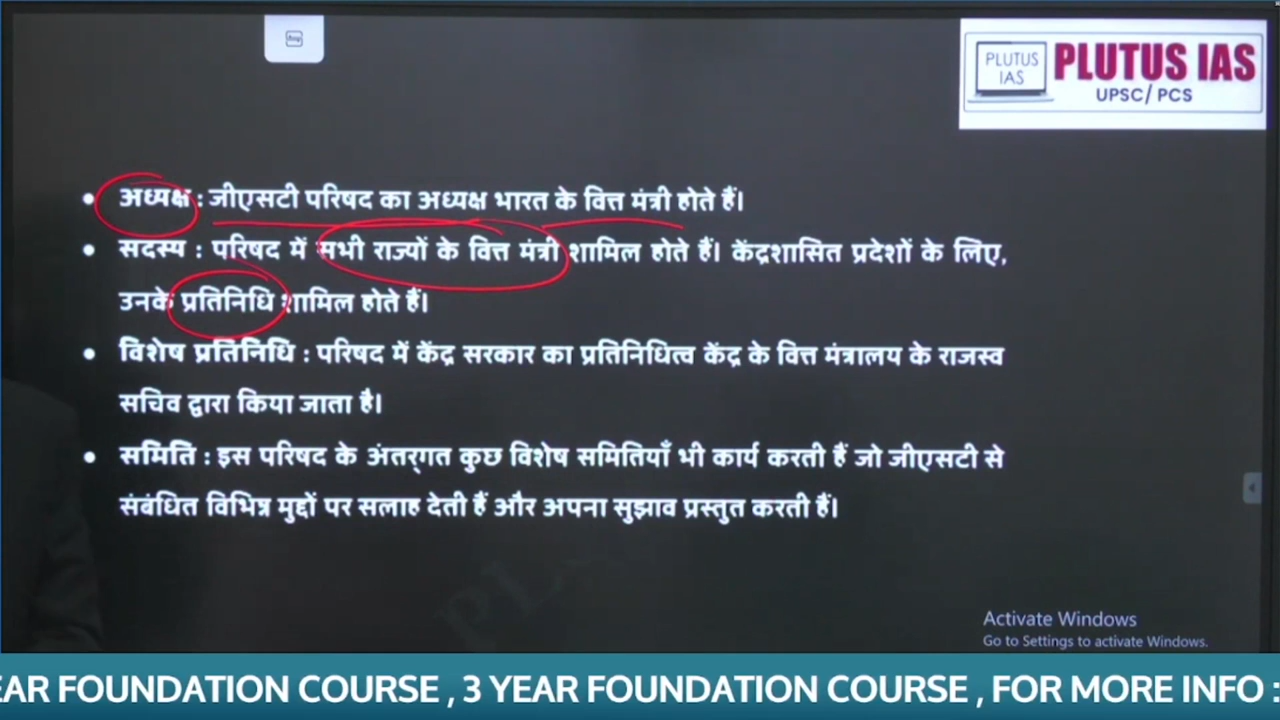 PLUTUS
IAS
PLUTUS IAS
UPSC/ PCS
• अध्यक्ष : जीएसटी परिषद का अध्यक्ष भारत के वित्त मंत्री होते हैं।
• सदस्य : परिषद में सभी राज्यों के वित्त मंत्री शामिल होते हैं। केंद्रशासित प्रदेशों के लिए,
उनके प्रतिनिधि शामिल होते हैं।
• विशेष प्रतिनिधि : परिषद में केंद्र सरकार का प्रतिनिधित्व केंद्र के वित्त मंत्रालय के राजस्व
सचिव द्वारा किया जाता है।
• समिति : इस परिषद के अंतर्गत कुछ विशेष समितियाँ भी कार्य करती हैं जो जीएसटी से
संबंधित विभिन्न मुद्दों पर सलाह देती हैं और अपना सुझाव प्रस्तुत करती हैं।
Activate Windows
Go to Settings to activate Windows.
EAR FOUNDATION COURSE , 3 YEAR FOUNDATION COURSE , FOR MORE INFO :